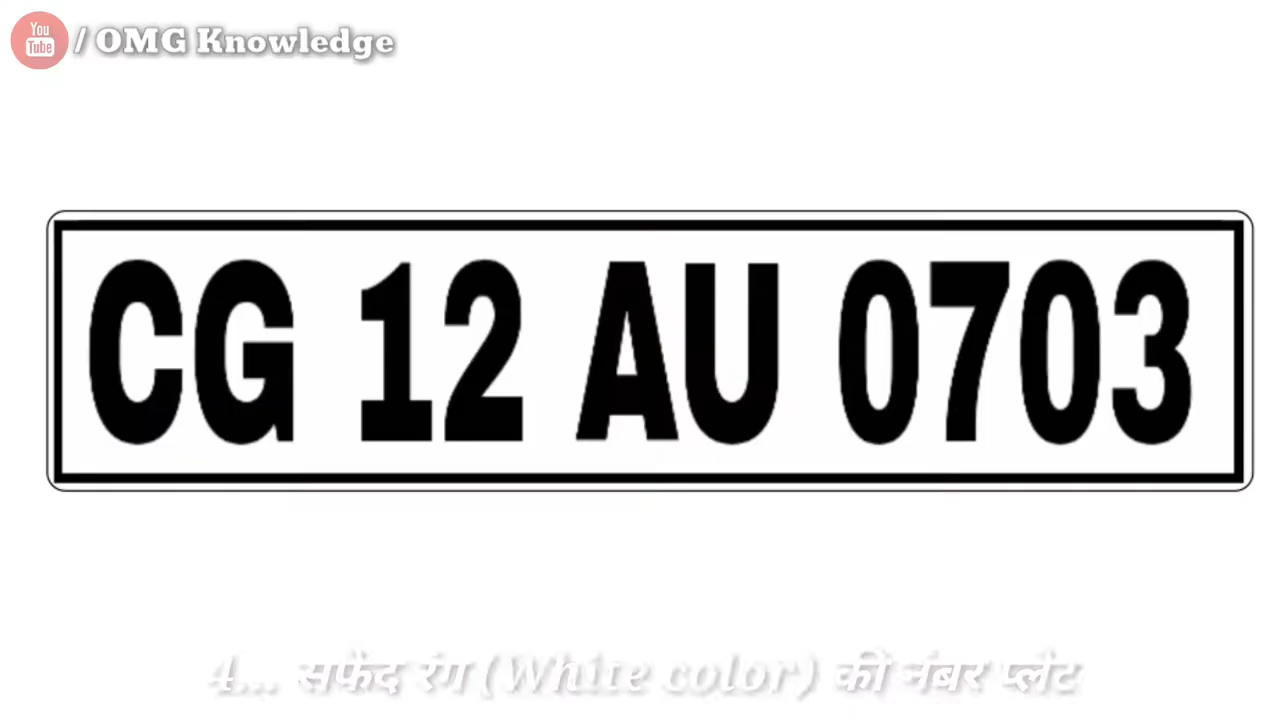 You
Tube / OMG Knowledge
CG 12 AU 0703
4... सफेद रंग (White color) की नंबर प्लेट